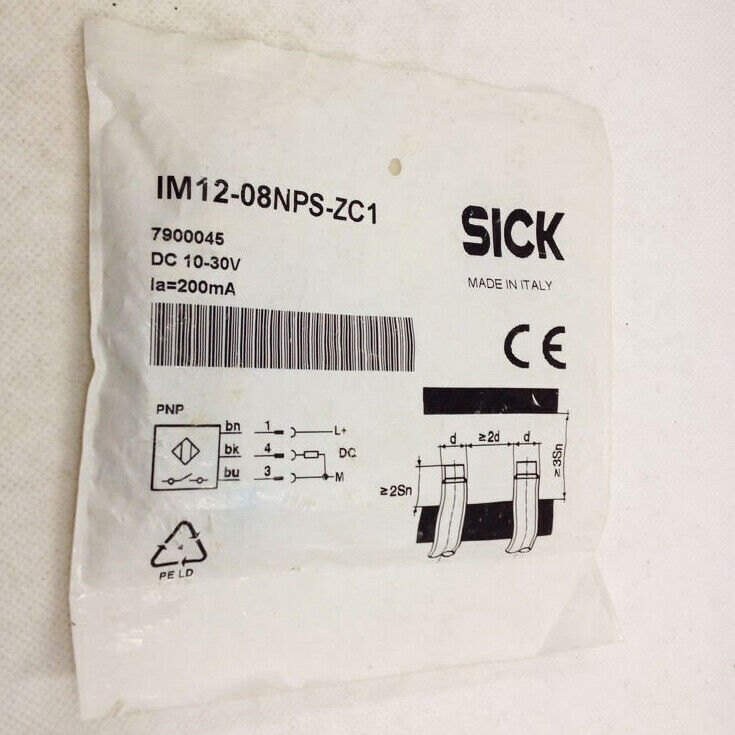 IM12-08NPS-ZC1
7900045
DC 10-30V
Ia=200mA
SICK
MADE IN ITALY
CE
PNP
bn 1 L+
bk 4 DC
bu 3 M
4
PE LD
d ≥2d d
≥3Sn
≥2Sn